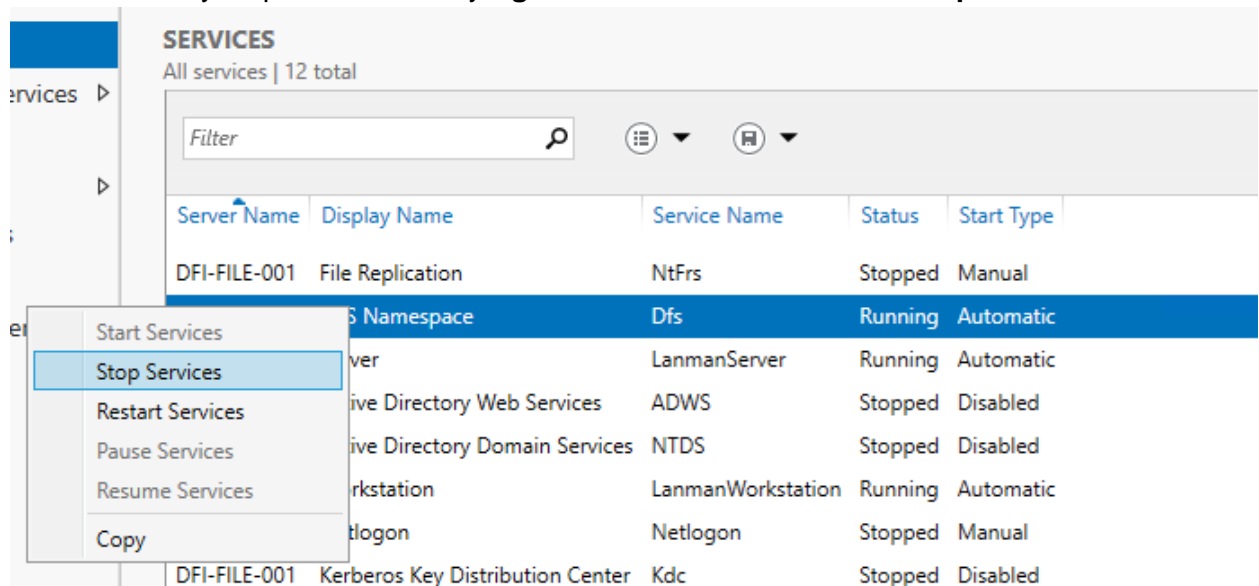 SERVICES
All services | 12 total
ervices
Filter
Server Name Display Name Service Name Status Start Type
DFI-FILE-001 File Replication NtFrs Stopped Manual
S Namespace Dfs Running Automatic
Start Services
ver LanmanServer Running Automatic
Stop Services
ive Directory Web Services ADWS Stopped Disabled
Restart Services
ive Directory Domain Services NTDS Stopped Disabled
Pause Services
rkstation LanmanWorkstation Running Automatic
Resume Services
tlogon Netlogon Stopped Manual
Copy
DFI-FILE-001 Kerberos Key Distribution Center Kdc Stopped Disabled